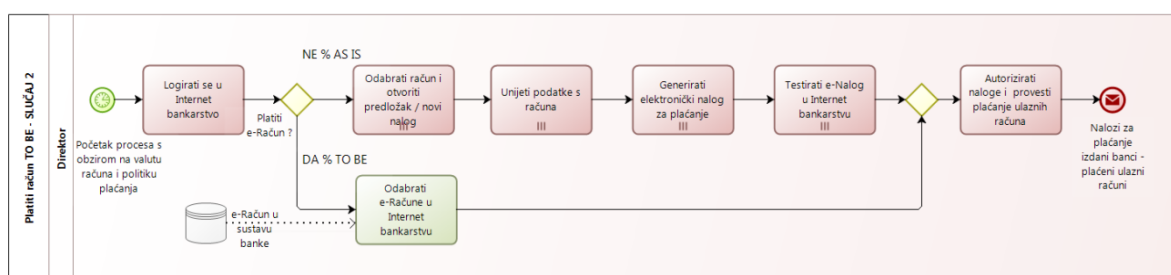 Platiti račun TO BE - SLUČAJ 2
Direktor
Početak procesa s
obzirom na valutu
računa i politiku
plaćanja
Logirati se u
Internet
bankarstvo
Platiti
e-Račun ?
NE % AS IS
Odabrati račun i
otvoriti
predložak / novi
nalog
Unijeti podatke s
računa
Generirati
elektronički nalog
za plaćanje
Testirati e-Nalog
u Internet
bankarstvu
Autorizirati
naloge i provesti
plaćanje ulaznih
računa
Nalozi za
plaćanje
izdani banci -
plaćeni ulazni
računi
DA % TO BE
Odabrati
e-Račune u
Internet
bankarstvu
e-Račun u
sustavu
banke